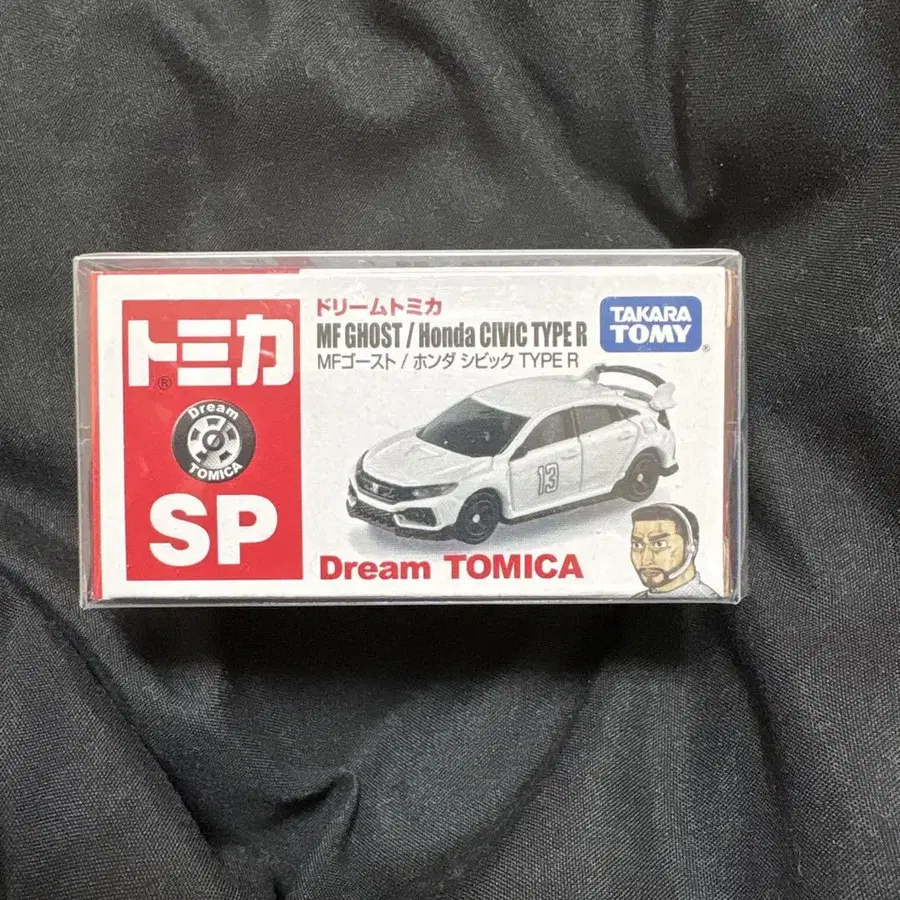 トミカ
®
Dream
TOMICA
SP
ドリームトミカ
MF GHOST / Honda CIVIC TYPE R
MFゴースト / ホンダ シビック TYPE R
TAKARA
TOMY
®
13
Dream TOMICA